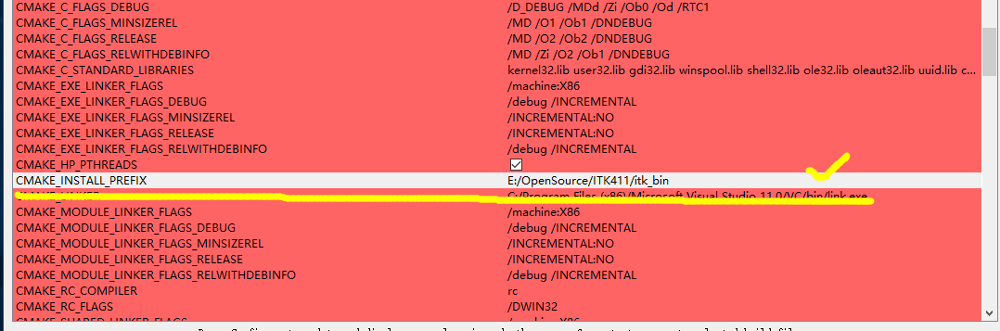 CMAKE_C_FLAGS_DEBUG /D_DEBUG /MDd /Zi /Ob0 /Od /RTC1
CMAKE_C_FLAGS_MINSIZEREL /MD /O1 /Ob1 /DNDEBUG
CMAKE_C_FLAGS_RELEASE /MD /O2 /Ob2 /DNDEBUG
CMAKE_C_FLAGS_RELWITHDEBINFO /MD /Zi /O2 /Ob1 /DNDEBUG
CMAKE_C_STANDARD_LIBRARIES kernel32.lib user32.lib gdi32.lib winspool.lib shell32.lib ole32.lib oleaut32.lib uuid.lib c...
CMAKE_EXE_LINKER_FLAGS /machine:X86
CMAKE_EXE_LINKER_FLAGS_DEBUG /debug /INCREMENTAL
CMAKE_EXE_LINKER_FLAGS_MINSIZEREL /INCREMENTAL:NO
CMAKE_EXE_LINKER_FLAGS_RELEASE /INCREMENTAL:NO
CMAKE_EXE_LINKER_FLAGS_RELWITHDEBINFO /debug /INCREMENTAL
CMAKE_HP_PTHREADS
CMAKE_INSTALL_PREFIX E:/OpenSource/ITK411/itk_bin
CMAKE_LINKER C:/Program Files (x86)/Microsoft Visual Studio 11.0/VC/bin/link.exe
CMAKE_MODULE_LINKER_FLAGS /machine:X86
CMAKE_MODULE_LINKER_FLAGS_DEBUG /debug /INCREMENTAL
CMAKE_MODULE_LINKER_FLAGS_MINSIZEREL /INCREMENTAL:NO
CMAKE_MODULE_LINKER_FLAGS_RELEASE /INCREMENTAL:NO
CMAKE_MODULE_LINKER_FLAGS_RELWITHDEBINFO /debug /INCREMENTAL
CMAKE_RC_COMPILER rc
CMAKE_RC_FLAGS /DWIN32
CMAKE_SHARED_LINKER_FLAGS /machine:X86